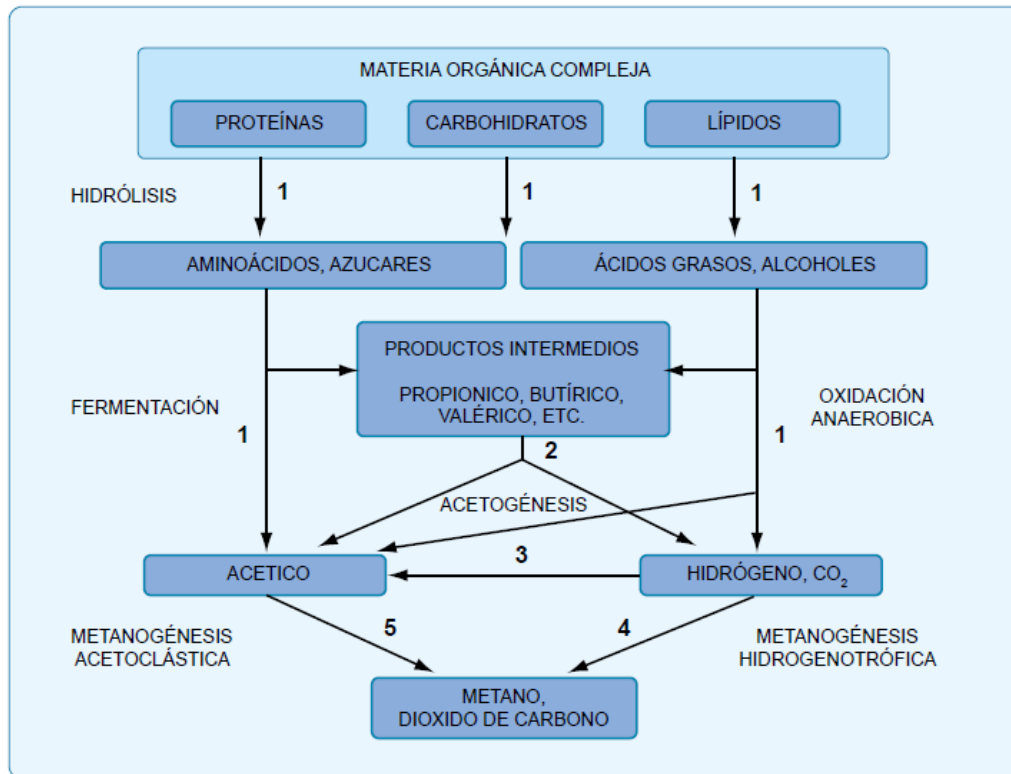 MATERIA ORGÁNICA COMPLEJA
PROTEÍNAS
CARBOHIDRATOS
LÍPIDOS
HIDRÓLISIS
1
1
1
AMINOÁCIDOS, AZUCARES
ÁCIDOS GRASOS, ALCOHOLES
PRODUCTOS INTERMEDIOS
PROPIONICO, BUTÍRICO,
VALÉRICO, ETC.
FERMENTACIÓN
1
OXIDACIÓN
ANAEROBICA
1
2
ACETOGÉNESIS
ACETICO
3
HIDRÓGENO, CO₂
METANOGÉNESIS
ACETOCLÁSTICA
5
4
METANOGÉNESIS
HIDROGENOTRÓFICA
METANO,
DIOXIDO DE CARBONO